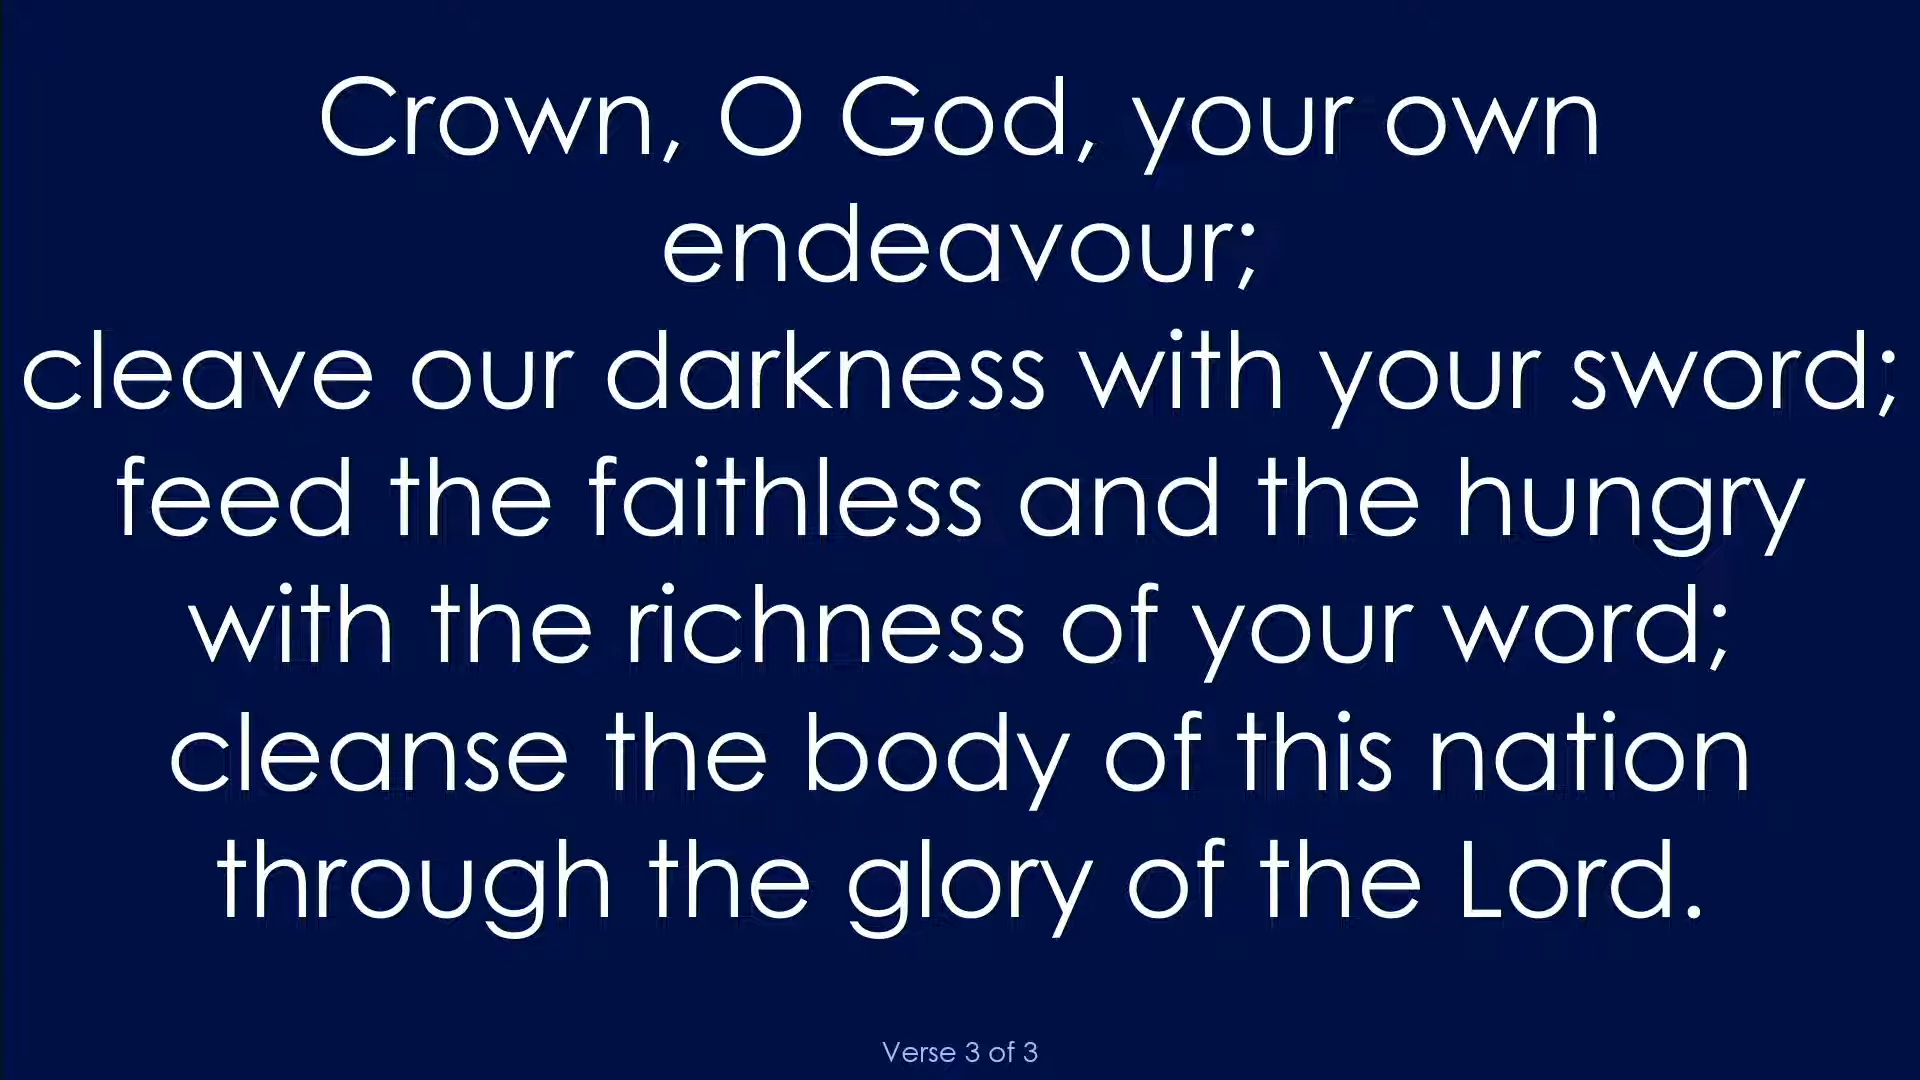 Crown, O God, your own
endeavour;
cleave our darkness with your sword;
feed the faithless and the hungry
with the richness of your word;
cleanse the body of this nation
through the glory of the Lord.
Verse 3 of 3